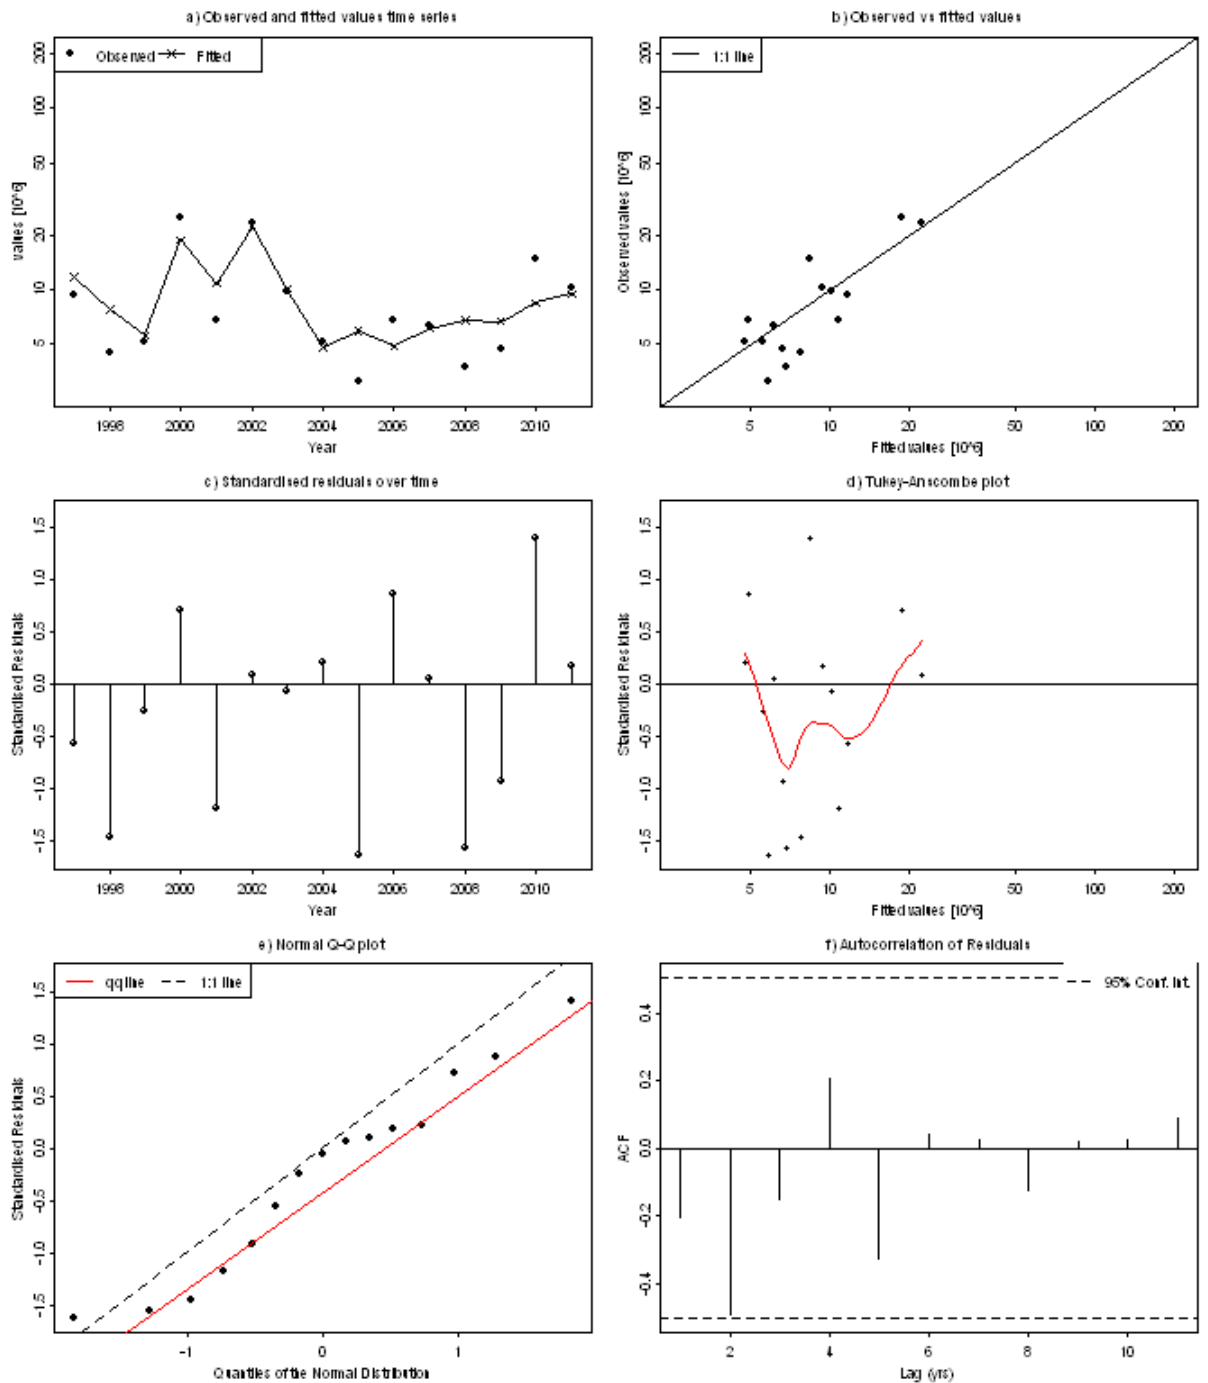 a) Observed and fitted values time series
Observed Fitted
values [10^6]
200
100
50
20
10
5
1998 2000 2002 2004 2006 2008 2010
Year
b) Observed vs fitted values
1:1 line
Observed values [10^6]
200
100
50
20
10
5
5 10 20 50 100 200
Fitted values [10^6]
c) Standardised residuals over time
Standardised Residuals
1.5
1.0
0.5
0.0
-0.5
-1.0
-1.5
1998 2000 2002 2004 2006 2008 2010
Year
d) Tukey-Anscombe plot
Standardised Residuals
1.5
1.0
0.5
0.0
-0.5
-1.0
-1.5
5 10 20 50 100 200
Fitted values [10^6]
e) Normal Q-Q plot
qq line 1:1 line
Standardised Residuals
1.5
1.0
0.5
0.0
-0.5
-1.0
-1.5
-1 0 1
Quantiles of the Normal Distribution
f) Autocorrelation of Residuals
95% Conf. Int.
ACF
0.4
0.2
0.0
-0.2
-0.4
2 4 6 8 10
Lag (yrs)